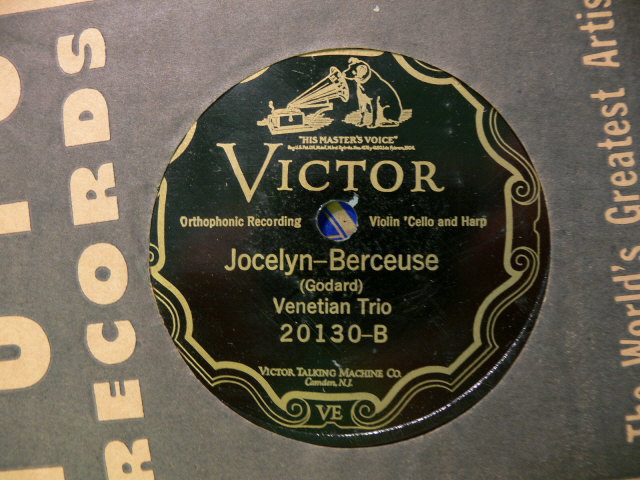 RECORDS
"HIS MASTER'S VOICE"
VICTOR
Orthophonic Recording Violin 'Cello and Harp
Jocelyn–Berceuse
(Godard)
Venetian Trio
20130–B
VICTOR TALKING MACHINE CO.
Camden, N.J.
VE
The World's Greatest Artis